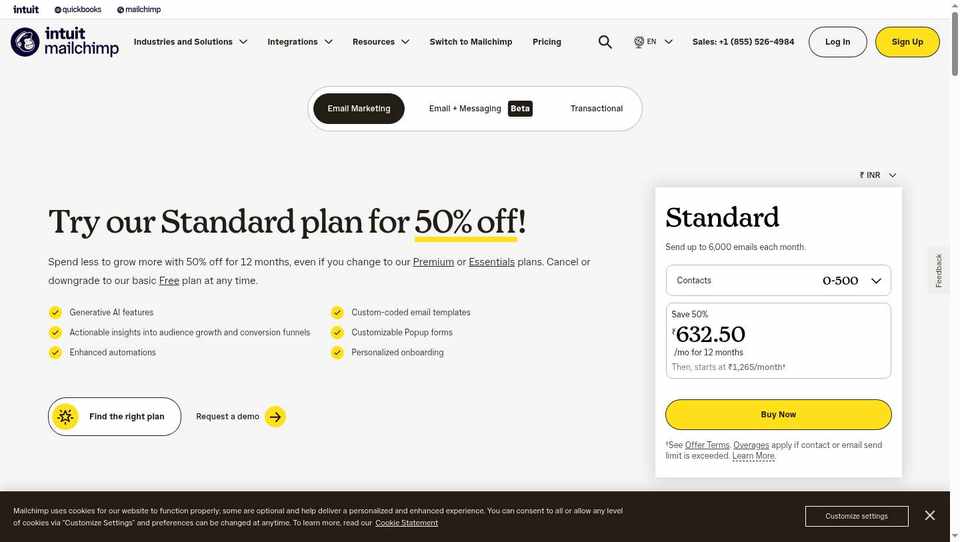 intuit quickbooks mailchimp
intuit mailchimp
Industries and Solutions Integrations Resources Switch to Mailchimp Pricing EN Sales: +1 (855) 526-4984 Log In Sign Up
Email Marketing Email + Messaging Beta Transactional
₹ INR
Try our Standard plan for 50% off!
Spend less to grow more with 50% off for 12 months, even if you change to our Premium or Essentials plans. Cancel or
downgrade to our basic Free plan at any time.
Generative AI features
Custom-coded email templates
Actionable insights into audience growth and conversion funnels
Customizable Popup forms
Enhanced automations
Personalized onboarding
Find the right plan
Request a demo
Standard
Send up to 6,000 emails each month.
Contacts 0-500
Save 50%
₹632.50
/mo for 12 months
Then, starts at ₹1,265/month†
Buy Now
†See Offer Terms. Overages apply if contact or email send
limit is exceeded. Learn More.
Feedback
Mailchimp uses cookies for our website to function properly; some are optional and help deliver a personalized and enhanced experience. You can consent to all or allow any level
of cookies via "Customize Settings" and preferences can be changed at anytime. To learn more, read our Cookie Statement
Customize settings